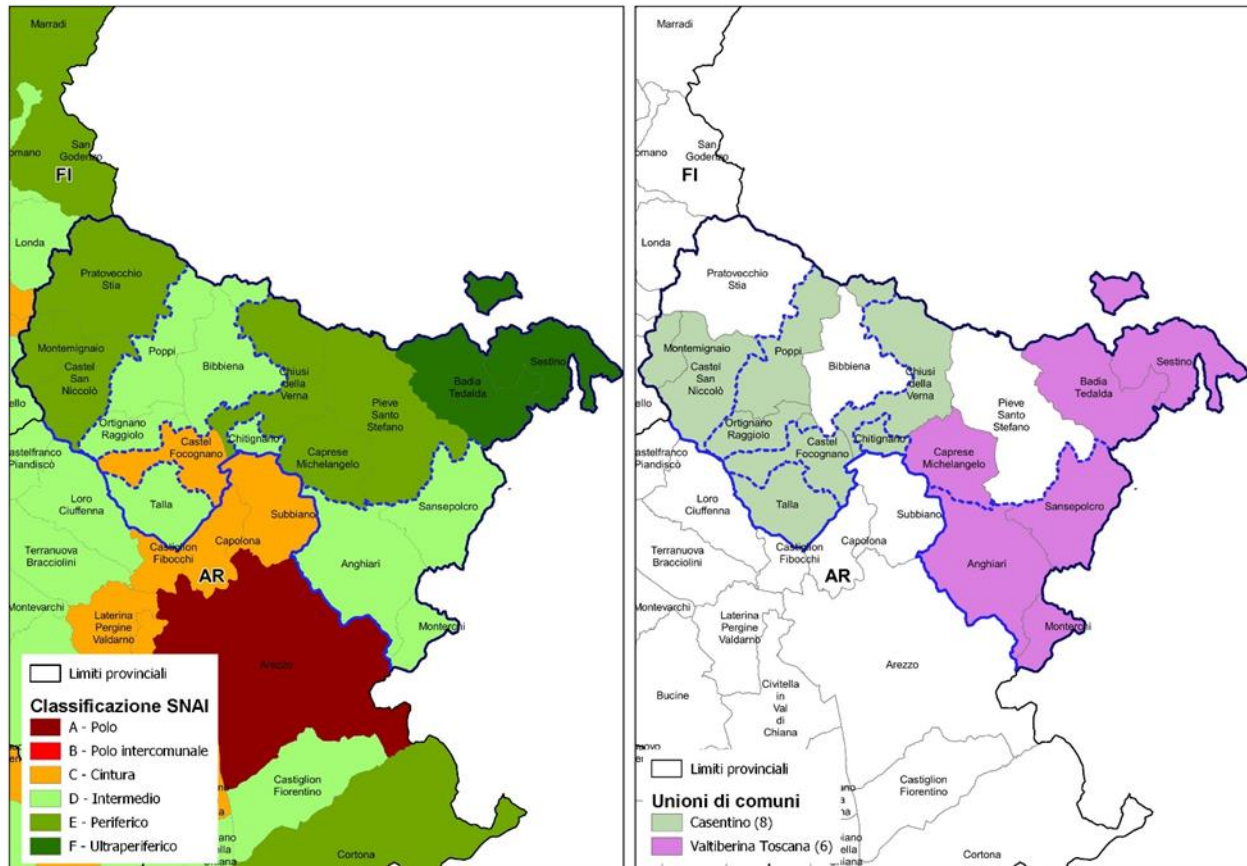 Marradi
San
Godenzo
FI
Londa
Pratovecchio
Stia
Montemignaio
Castel
San
Niccolò
Poppi
Bibbiena
Chiusi
della
Verna
Pieve
Santo
Stefano
Badia
Tedalda
Sestino
Ortignano
Raggiolo
Castel
Focognano
Chitignano
Caprese
Michelangelo
Talla
Sansepolcro
Loro
Ciuffenna
Subbiano
Capolona
Castiglion
Fibocchi
AR
Terranuova
Bracciolini
Anghiari
Montevarchi
Laterina
Pergine
Valdarno
Monterchi
Arezzo
Castiglion
Fiorentino
Cortona
Limiti provinciali
Classificazione SNAI
A - Polo
B - Polo intercomunale
C - Cintura
D - Intermedio
E - Periferico
F - Ultraperiferico
Marradi
San
Godenzo
FI
Londa
Pratovecchio
Stia
Montemignaio
Castel
San
Niccolò
Poppi
Bibbiena
Chiusi
della
Verna
Pieve
Santo
Stefano
Badia
Tedalda
Sestino
Ortignano
Raggiolo
Castel
Focognano
Chitignano
Caprese
Michelangelo
Talla
Sansepolcro
Loro
Ciuffenna
Subbiano
Capolona
Castiglion
Fibocchi
AR
Terranuova
Bracciolini
Anghiari
Montevarchi
Laterina
Pergine
Valdarno
Monterchi
Arezzo
Bucine
Civitella
in
Val
di
Chiana
Castiglion
Fiorentino
Cortona
Limiti provinciali
Unioni di comuni
Casentino (8)
Valtiberina Toscana (6)